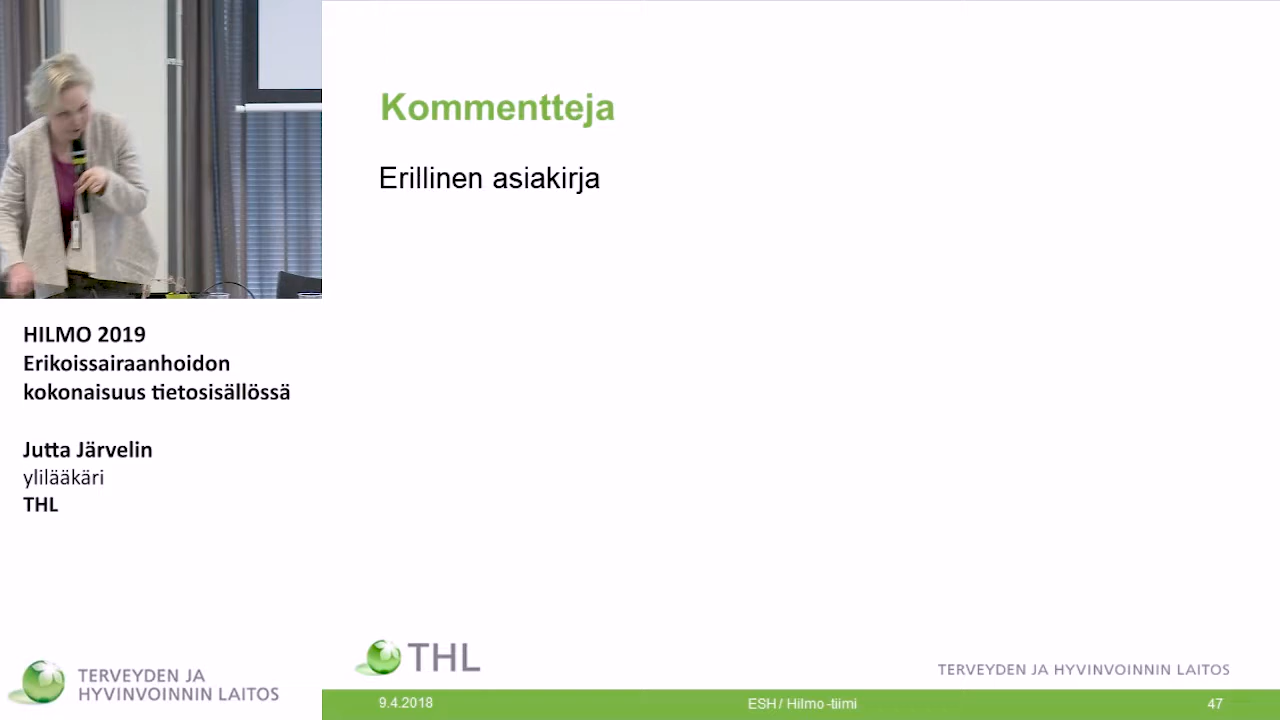 Kommentteja
Erillinen asiakirja
HILMO 2019
Erikoissairaanhoidon
kokonaisuus tietosisällössä
Jutta Järvelin
ylilääkäri
THL
TERVEYDEN JA
HYVINVOINNIN LAITOS
THL
TERVEYDEN JA HYVINVOINNIN LAITOS
9.4.2018
ESH / Hilmo -tiimi
47